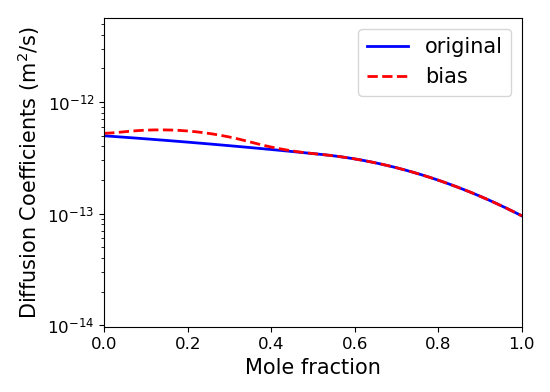 original
bias
Diffusion Coefficients (m²/s)
10⁻¹²
10⁻¹³
10⁻¹⁴
0.0 0.2 0.4 0.6 0.8 1.0
Mole fraction